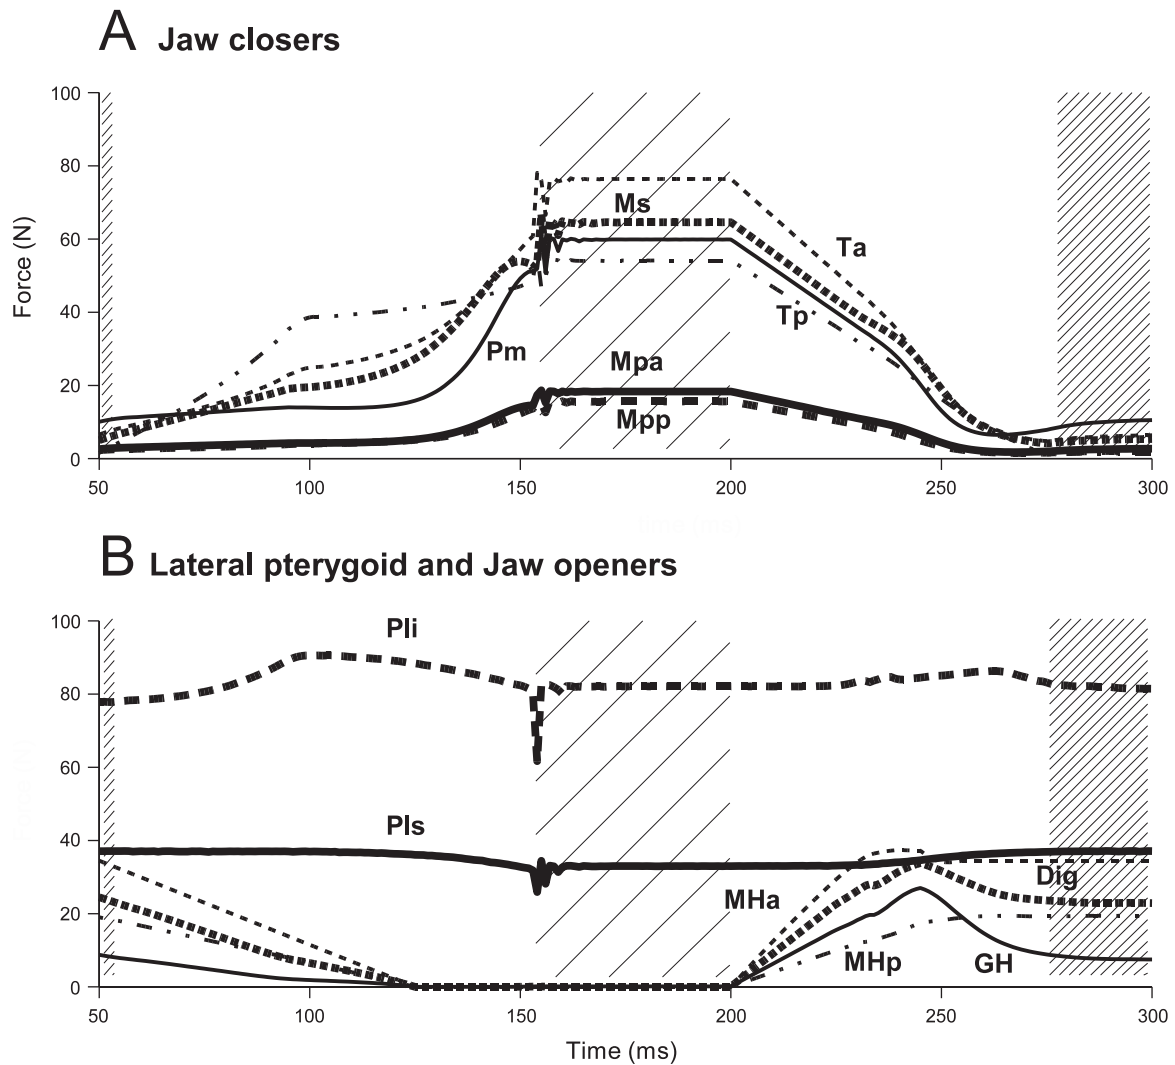 A Jaw closers
100
80
60
40
20
0
Force (N)
Ms
Ta
Tp
Pm
Mpa
Mpp
50 100 150 200 250 300
B Lateral pterygoid and Jaw openers
100
80
60
40
20
0
Pli
Pls
Dig
MHa
MHp
GH
50 100 150 200 250 300
Time (ms)